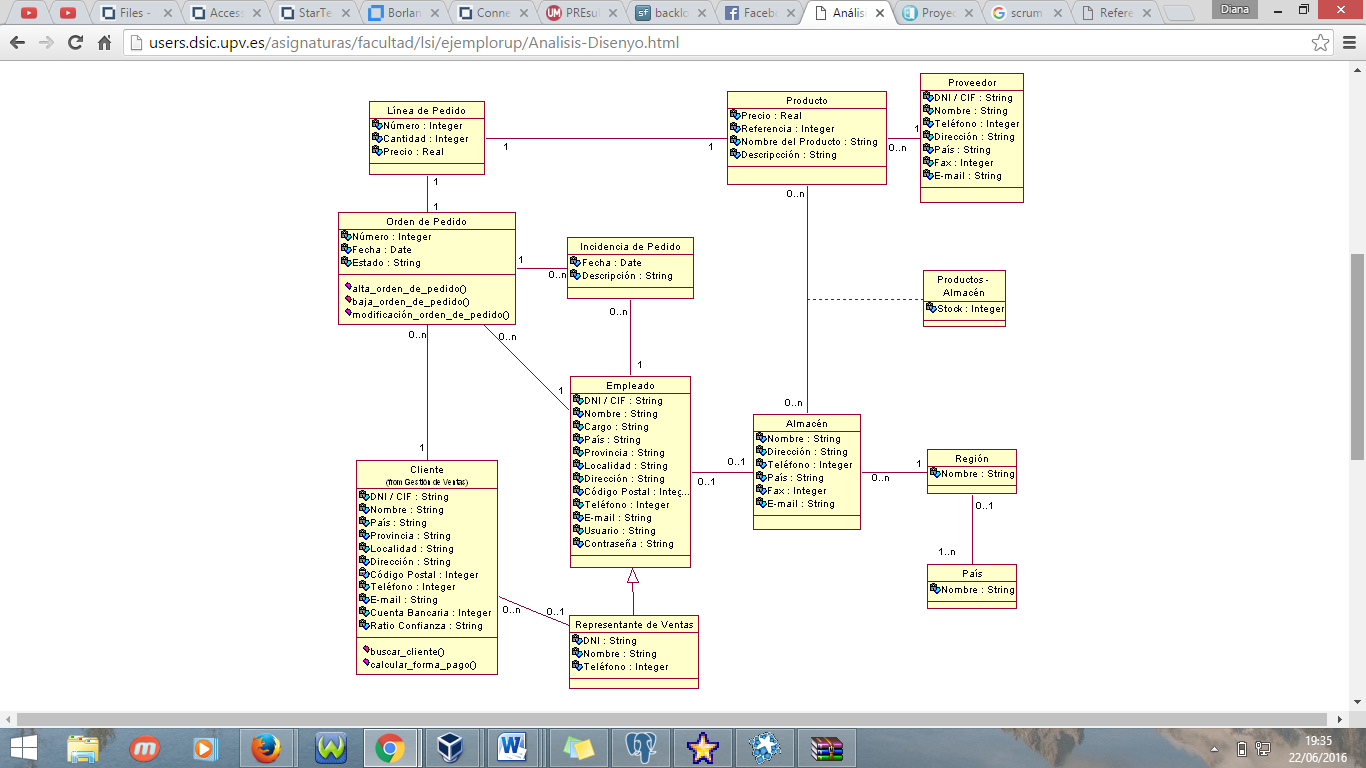 Files -
Acces
StarTe
Borlan
Conne
UM PREsu
sf backlo
Facebo
Anális
Proye
scrum
Refere
Diana
users.dsic.upv.es/asignaturas/facultad/lsi/ejemplorup/Analisis-Disenyo.html
Línea de Pedido
Número : Integer
Cantidad : Integer
Precio : Real
1
1
Producto
Precio : Real
Referencia : Integer
Nombre del Producto : String
Descripcción : String
0..n
1
Proveedor
DNI / CIF : String
Nombre : String
Teléfono : Integer
Dirección : String
País : String
Fax : Integer
E-mail : String
1
1
0..n
Orden de Pedido
Número : Integer
Fecha : Date
Estado : String
alta_orden_de_pedido()
baja_orden_de_pedido()
modificación_orden_de_pedido()
1
0..n
Incidencia de Pedido
Fecha : Date
Descripción : String
Productos -
Almacén
Stock : Integer
0..n
0..n
0..n
1
1
1
0..n
Empleado
DNI / CIF : String
Nombre : String
Cargo : String
País : String
Provincia : String
Localidad : String
Dirección : String
Código Postal : Integ...
Teléfono : Integer
E-mail : String
Usuario : String
Contraseña : String
0..1
0..1
Almacén
Nombre : String
Dirección : String
Teléfono : Integer
País : String
Fax : Integer
E-mail : String
0..n
1
Región
Nombre : String
0..1
1..n
País
Nombre : String
Cliente
(from Gestión de Ventas)
DNI / CIF : String
Nombre : String
País : String
Provincia : String
Localidad : String
Dirección : String
Código Postal : Integer
Teléfono : Integer
E-mail : String
Cuenta Bancaria : Integer
Ratio Confianza : String
buscar_cliente()
calcular_forma_pago()
0..n
0..1
Representante de Ventas
DNI : String
Nombre : String
Teléfono : Integer
19:35
22/06/2016